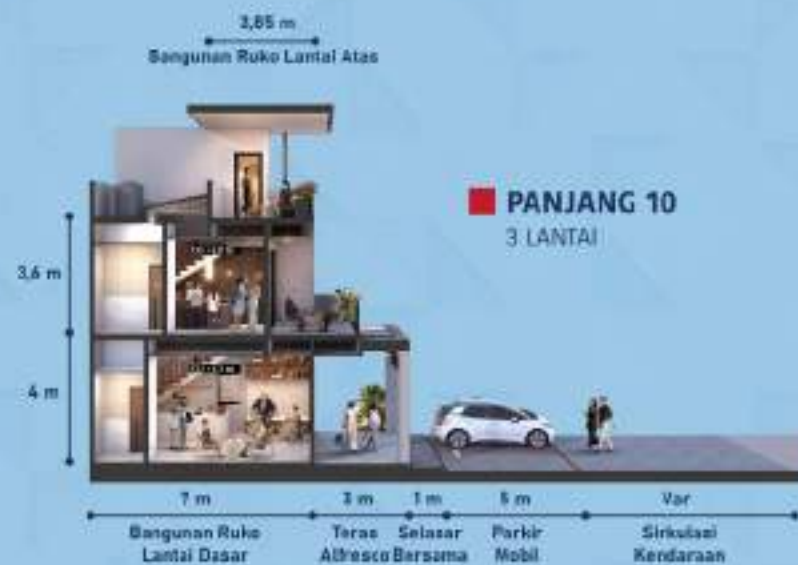 3,85 m
Bangunan Ruko Lantai Atas
PANJANG 10
3 LANTAI
3,6 m
4 m
7 m
3 m
1 m
5 m
Var
Bangunan Ruko
Lantai Dasar
Teras
Alfresco
Selasar
Bersama
Parkir
Mobil
Sirkulasi
Kendaraan